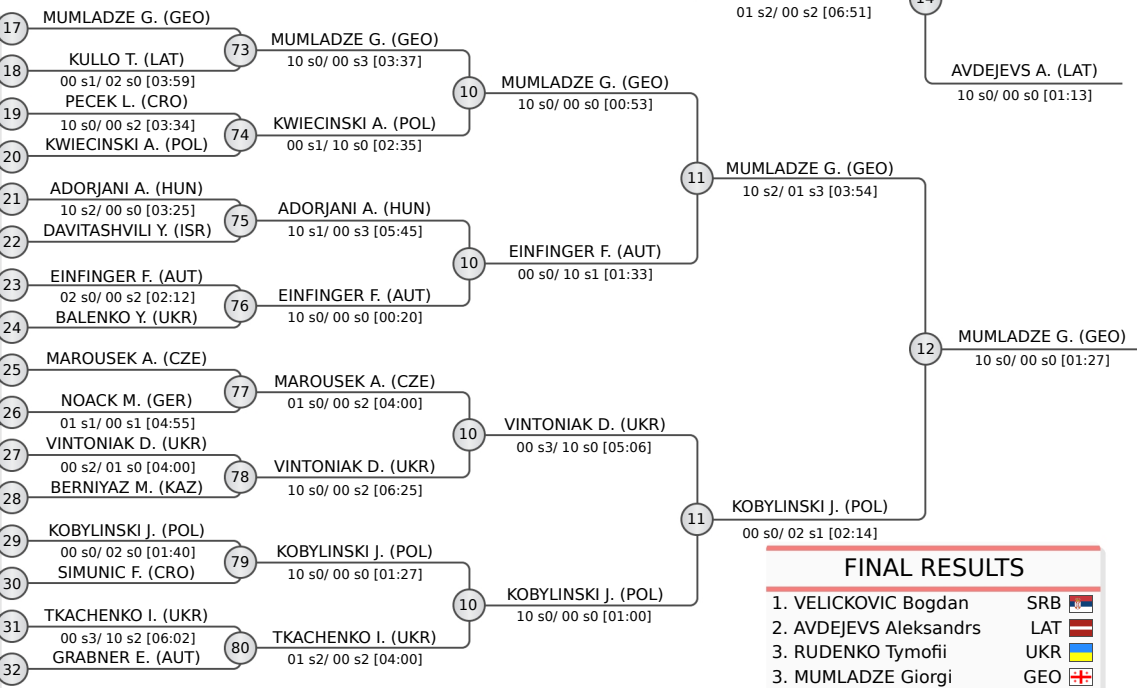 01 s2/ 00 s2 [06:51]
AVDEJEVS A. (LAT)
10 s0/ 00 s0 [01:13]
17
MUMLADZE G. (GEO)
18
KULLO T. (LAT)
00 s1/ 02 s0 [03:59]
73
MUMLADZE G. (GEO)
10 s0/ 00 s3 [03:37]
19
PECEK L. (CRO)
10 s0/ 00 s2 [03:34]
20
KWIECINSKI A. (POL)
74
KWIECINSKI A. (POL)
00 s1/ 10 s0 [02:35]
10
MUMLADZE G. (GEO)
10 s0/ 00 s0 [00:53]
21
ADORJANI A. (HUN)
10 s2/ 00 s0 [03:25]
22
DAVITASHVILI Y. (ISR)
75
ADORJANI A. (HUN)
10 s1/ 00 s3 [05:45]
23
EINFINGER F. (AUT)
02 s0/ 00 s2 [02:12]
24
BALENKO Y. (UKR)
76
EINFINGER F. (AUT)
10 s0/ 00 s0 [00:20]
10
EINFINGER F. (AUT)
00 s0/ 10 s1 [01:33]
11
MUMLADZE G. (GEO)
10 s2/ 01 s3 [03:54]
25
MAROUSEK A. (CZE)
26
NOACK M. (GER)
01 s1/ 00 s1 [04:55]
77
MAROUSEK A. (CZE)
01 s0/ 00 s2 [04:00]
27
VINTONIAK D. (UKR)
00 s2/ 01 s0 [04:00]
28
BERNIYAZ M. (KAZ)
78
VINTONIAK D. (UKR)
10 s0/ 00 s2 [06:25]
10
VINTONIAK D. (UKR)
00 s3/ 10 s0 [05:06]
29
KOBYLINSKI J. (POL)
00 s0/ 02 s0 [01:40]
30
SIMUNIC F. (CRO)
79
KOBYLINSKI J. (POL)
10 s0/ 00 s0 [01:27]
31
TKACHENKO I. (UKR)
00 s3/ 10 s2 [06:02]
32
GRABNER E. (AUT)
80
TKACHENKO I. (UKR)
01 s2/ 00 s2 [04:00]
10
KOBYLINSKI J. (POL)
10 s0/ 00 s0 [01:00]
11
KOBYLINSKI J. (POL)
00 s0/ 02 s1 [02:14]
12
MUMLADZE G. (GEO)
10 s0/ 00 s0 [01:27]
FINAL RESULTS
1. VELICKOVIC Bogdan SRB
2. AVDEJEVS Aleksandrs LAT
3. RUDENKO Tymofii UKR
3. MUMLADZE Giorgi GEO